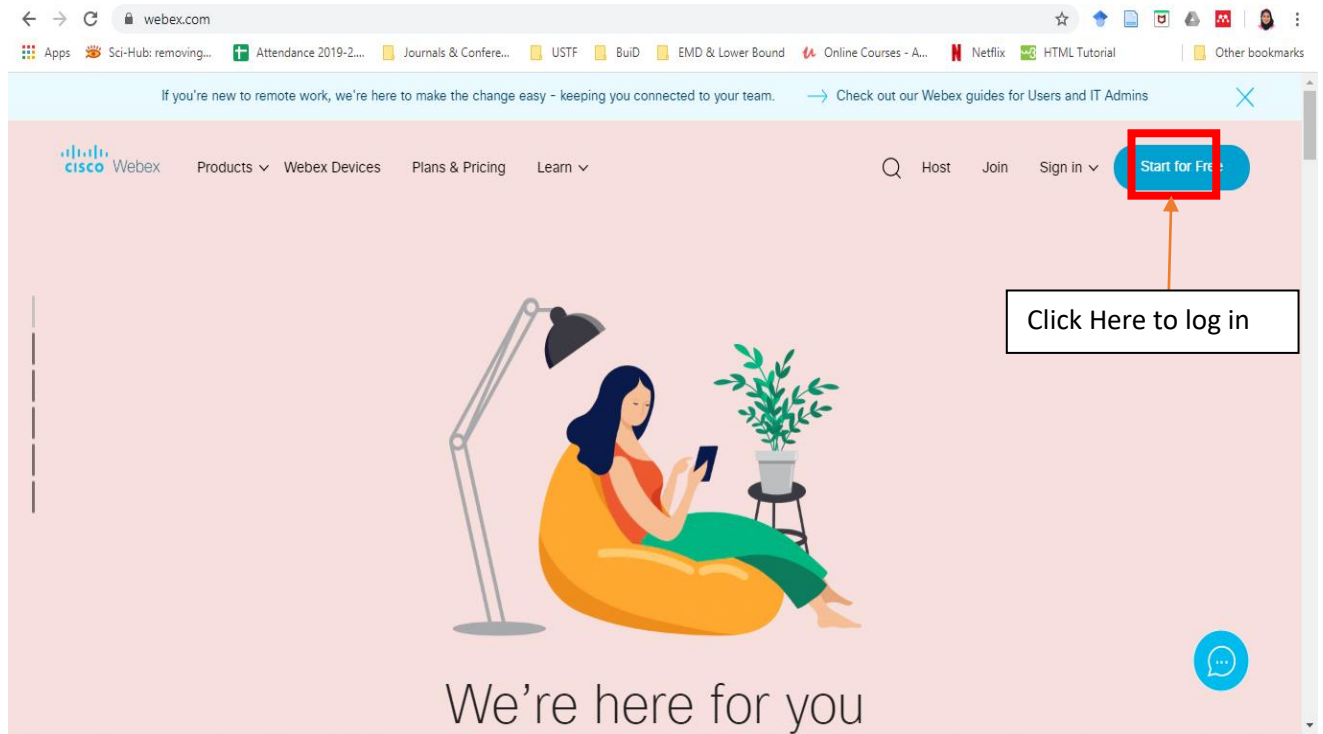 webex.com
Apps Sci-Hub: removing... Attendance 2019-2.... Journals & Confere... USTF BuiD EMD & Lower Bound Online Courses - A... Netflix HTML Tutorial Other bookmarks
If you're new to remote work, we're here to make the change easy - keeping you connected to your team. Check out our Webex guides for Users and IT Admins
cisco Webex Products Webex Devices Plans & Pricing Learn Host Join Sign in Start for Free
Click Here to log in
We're here for you